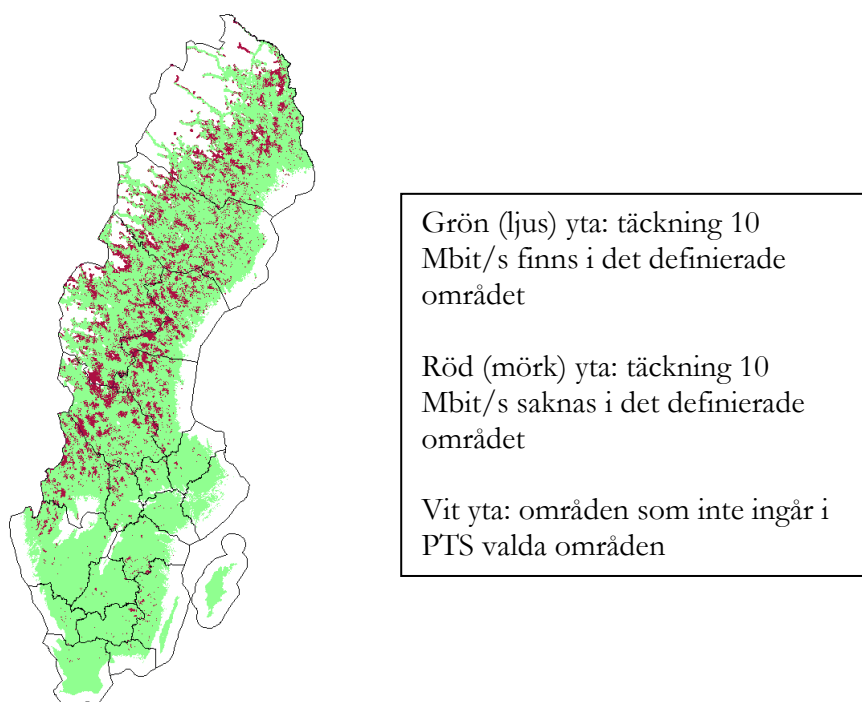 Grön (ljus) yta: täckning 10
Mbit/s finns i det definierade
området
Röd (mörk) yta: täckning 10
Mbit/s saknas i det definierade
området
Vit yta: områden som inte ingår i
PTS valda områden